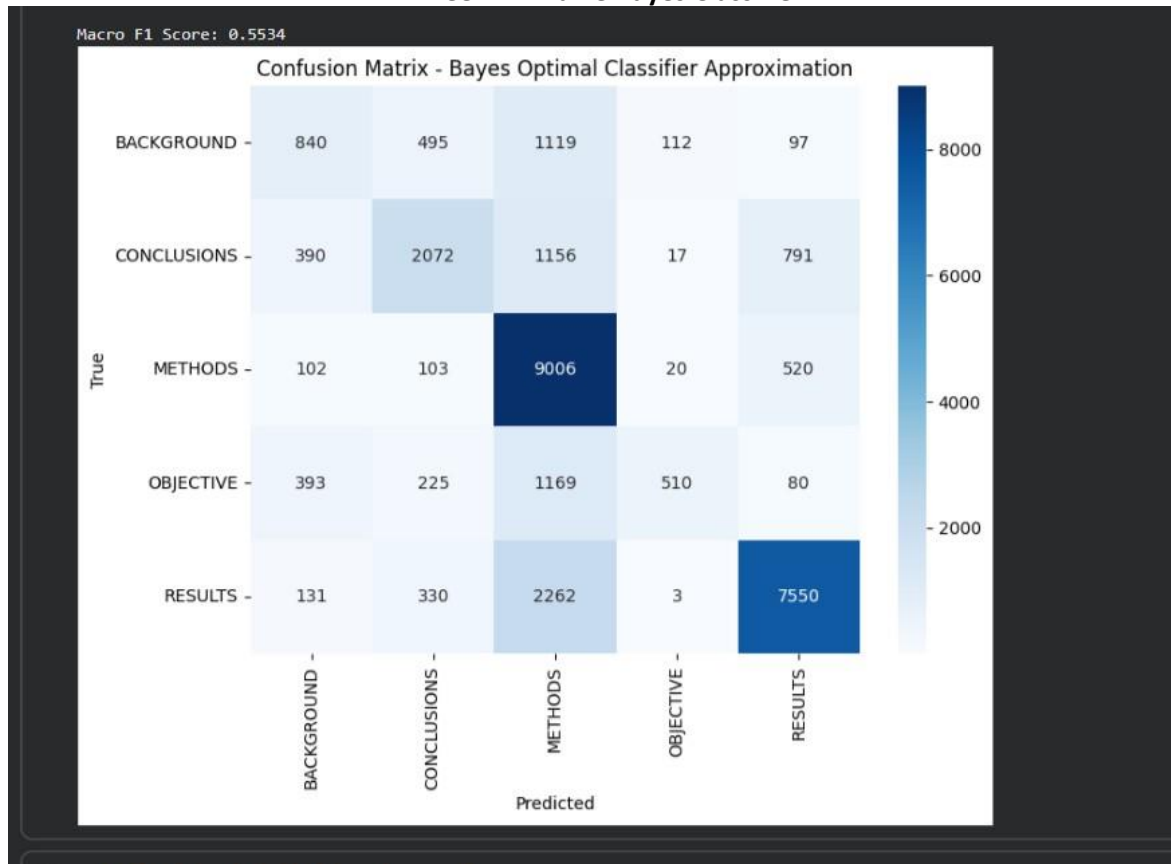 Macro F1 Score: 0.5534
Confusion Matrix - Bayes Optimal Classifier Approximation
BACKGROUND 840 495 1119 112 97
CONCLUSIONS 390 2072 1156 17 791
METHODS 102 103 9006 20 520
OBJECTIVE 393 225 1169 510 80
RESULTS 131 330 2262 3 7550
True
BACKGROUND CONCLUSIONS METHODS OBJECTIVE RESULTS
Predicted
8000
6000
4000
2000